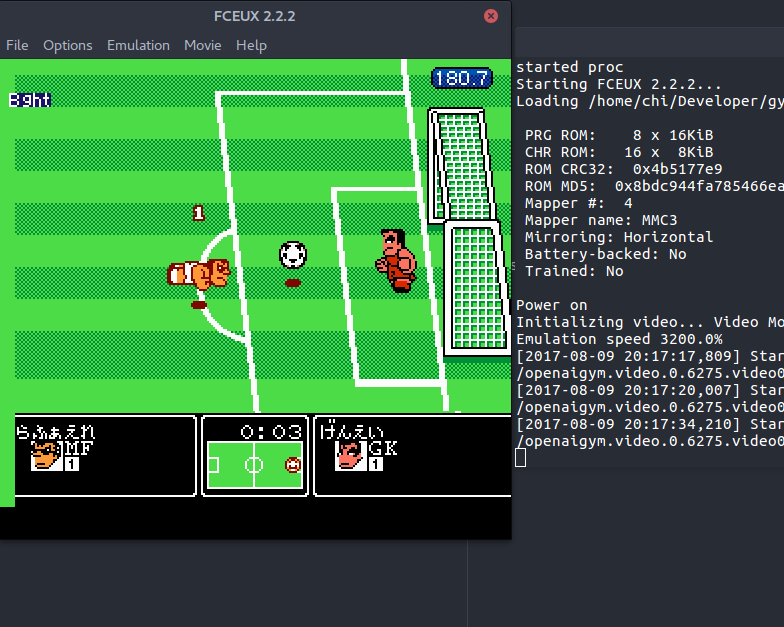 FCEUX 2.2.2
File Options Emulation Movie Help
180.7
Bght
1
らふぁえれ
MF
1
0:03
げんえい
GK
1
started proc
Starting FCEUX 2.2.2...
Loading /home/chi/Developer/gy
PRG ROM: 8 x 16KiB
CHR ROM: 16 x 8KiB
ROM CRC32: 0x4b5177e9
ROM MD5: 0x8bdc944fa785466ea
Mapper #: 4
Mapper name: MMC3
Mirroring: Horizontal
Battery-backed: No
Trained: No
Power on
Initializing video... Video Mo
Emulation speed 3200.0%
[2017-08-09 20:17:17,809] Star
/openaigym.video.0.6275.video0
[2017-08-09 20:17:20,007] Star
/openaigym.video.0.6275.video0
[2017-08-09 20:17:34,210] Star
/openaigym.video.0.6275.video0